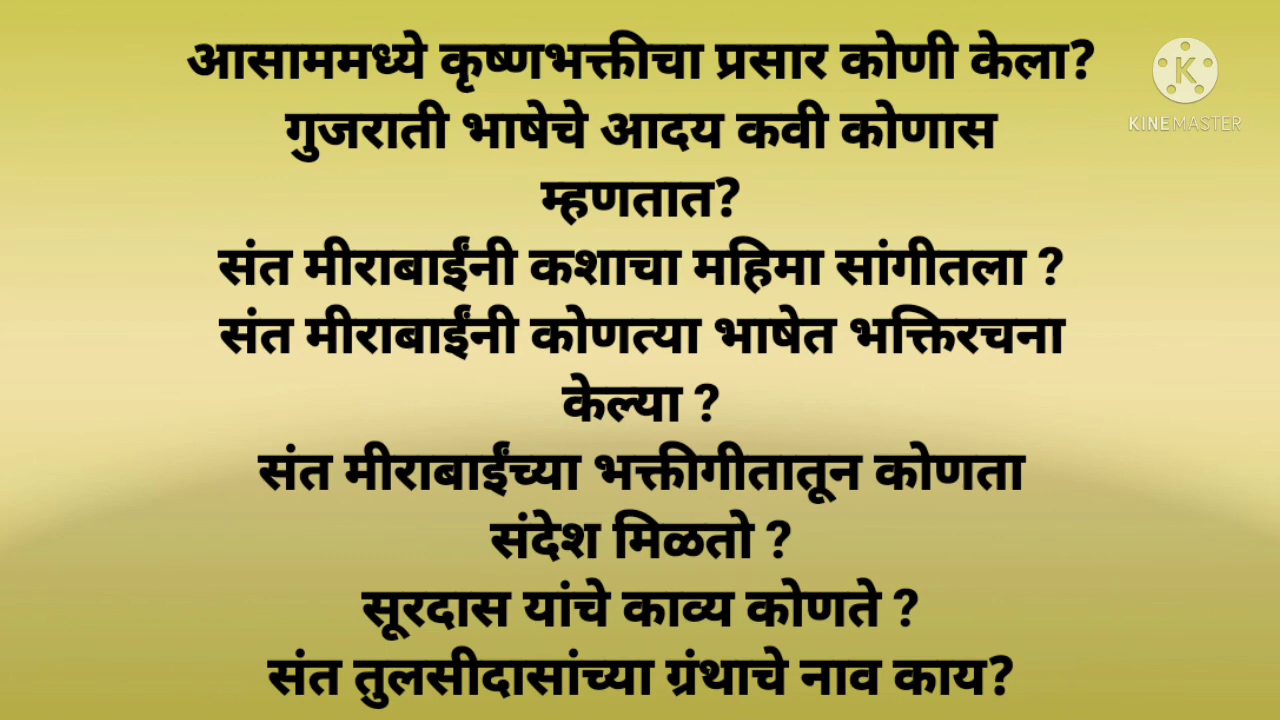 आसाममध्ये कृष्णभक्तीचा प्रसार कोणी केला?
गुजराती भाषेचे आदय कवी कोणास
म्हणतात?
संत मीराबाईंनी कशाचा महिमा सांगीतला ?
संत मीराबाईंनी कोणत्या भाषेत भक्तिरचना
केल्या ?
संत मीराबाईंच्या भक्तीगीतातून कोणता
संदेश मिळतो ?
सूरदास यांचे काव्य कोणते ?
संत तुलसीदासांच्या ग्रंथाचे नाव काय?
K
KINEMASTER